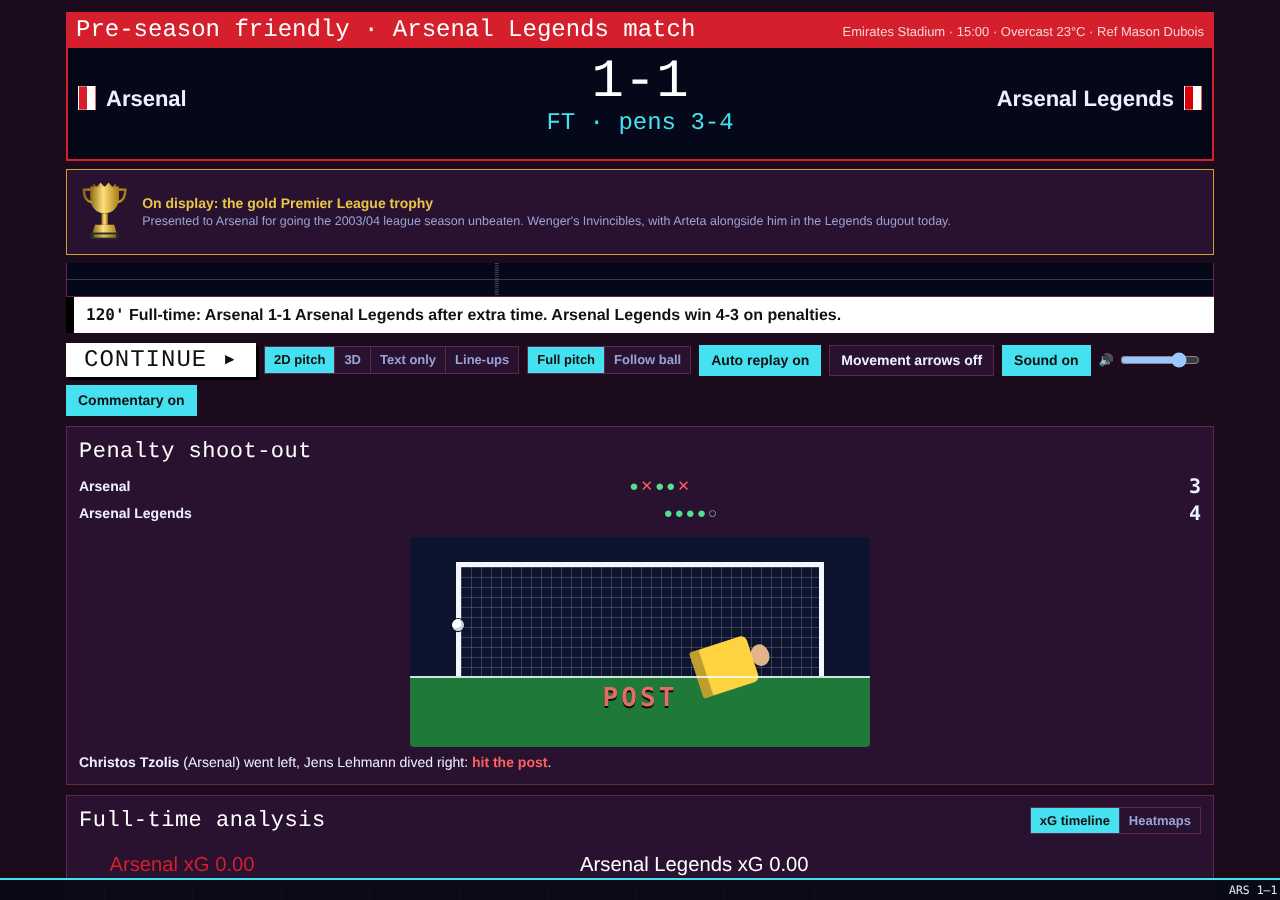 Pre-season friendly · Arsenal Legends match
Emirates Stadium · 15:00 · Overcast 23°C · Ref Mason Dubois
Arsenal
1-1
FT · pens 3-4
Arsenal Legends
On display: the gold Premier League trophy
Presented to Arsenal for going the 2003/04 league season unbeaten. Wenger's Invincibles, with Arteta alongside him in the Legends dugout today.
120' Full-time: Arsenal 1-1 Arsenal Legends after extra time. Arsenal Legends win 4-3 on penalties.
CONTINUE ►
2D pitch 3D Text only Line-ups Full pitch Follow ball Auto replay on Movement arrows off Sound on
Commentary on
Penalty shoot-out
Arsenal ●✕●●✕ 3
Arsenal Legends ●●●●○ 4
POST
Christos Tzolis (Arsenal) went left, Jens Lehmann dived right: hit the post.
Full-time analysis
xG timeline Heatmaps
Arsenal xG 0.00 Arsenal Legends xG 0.00
ARS 1–1